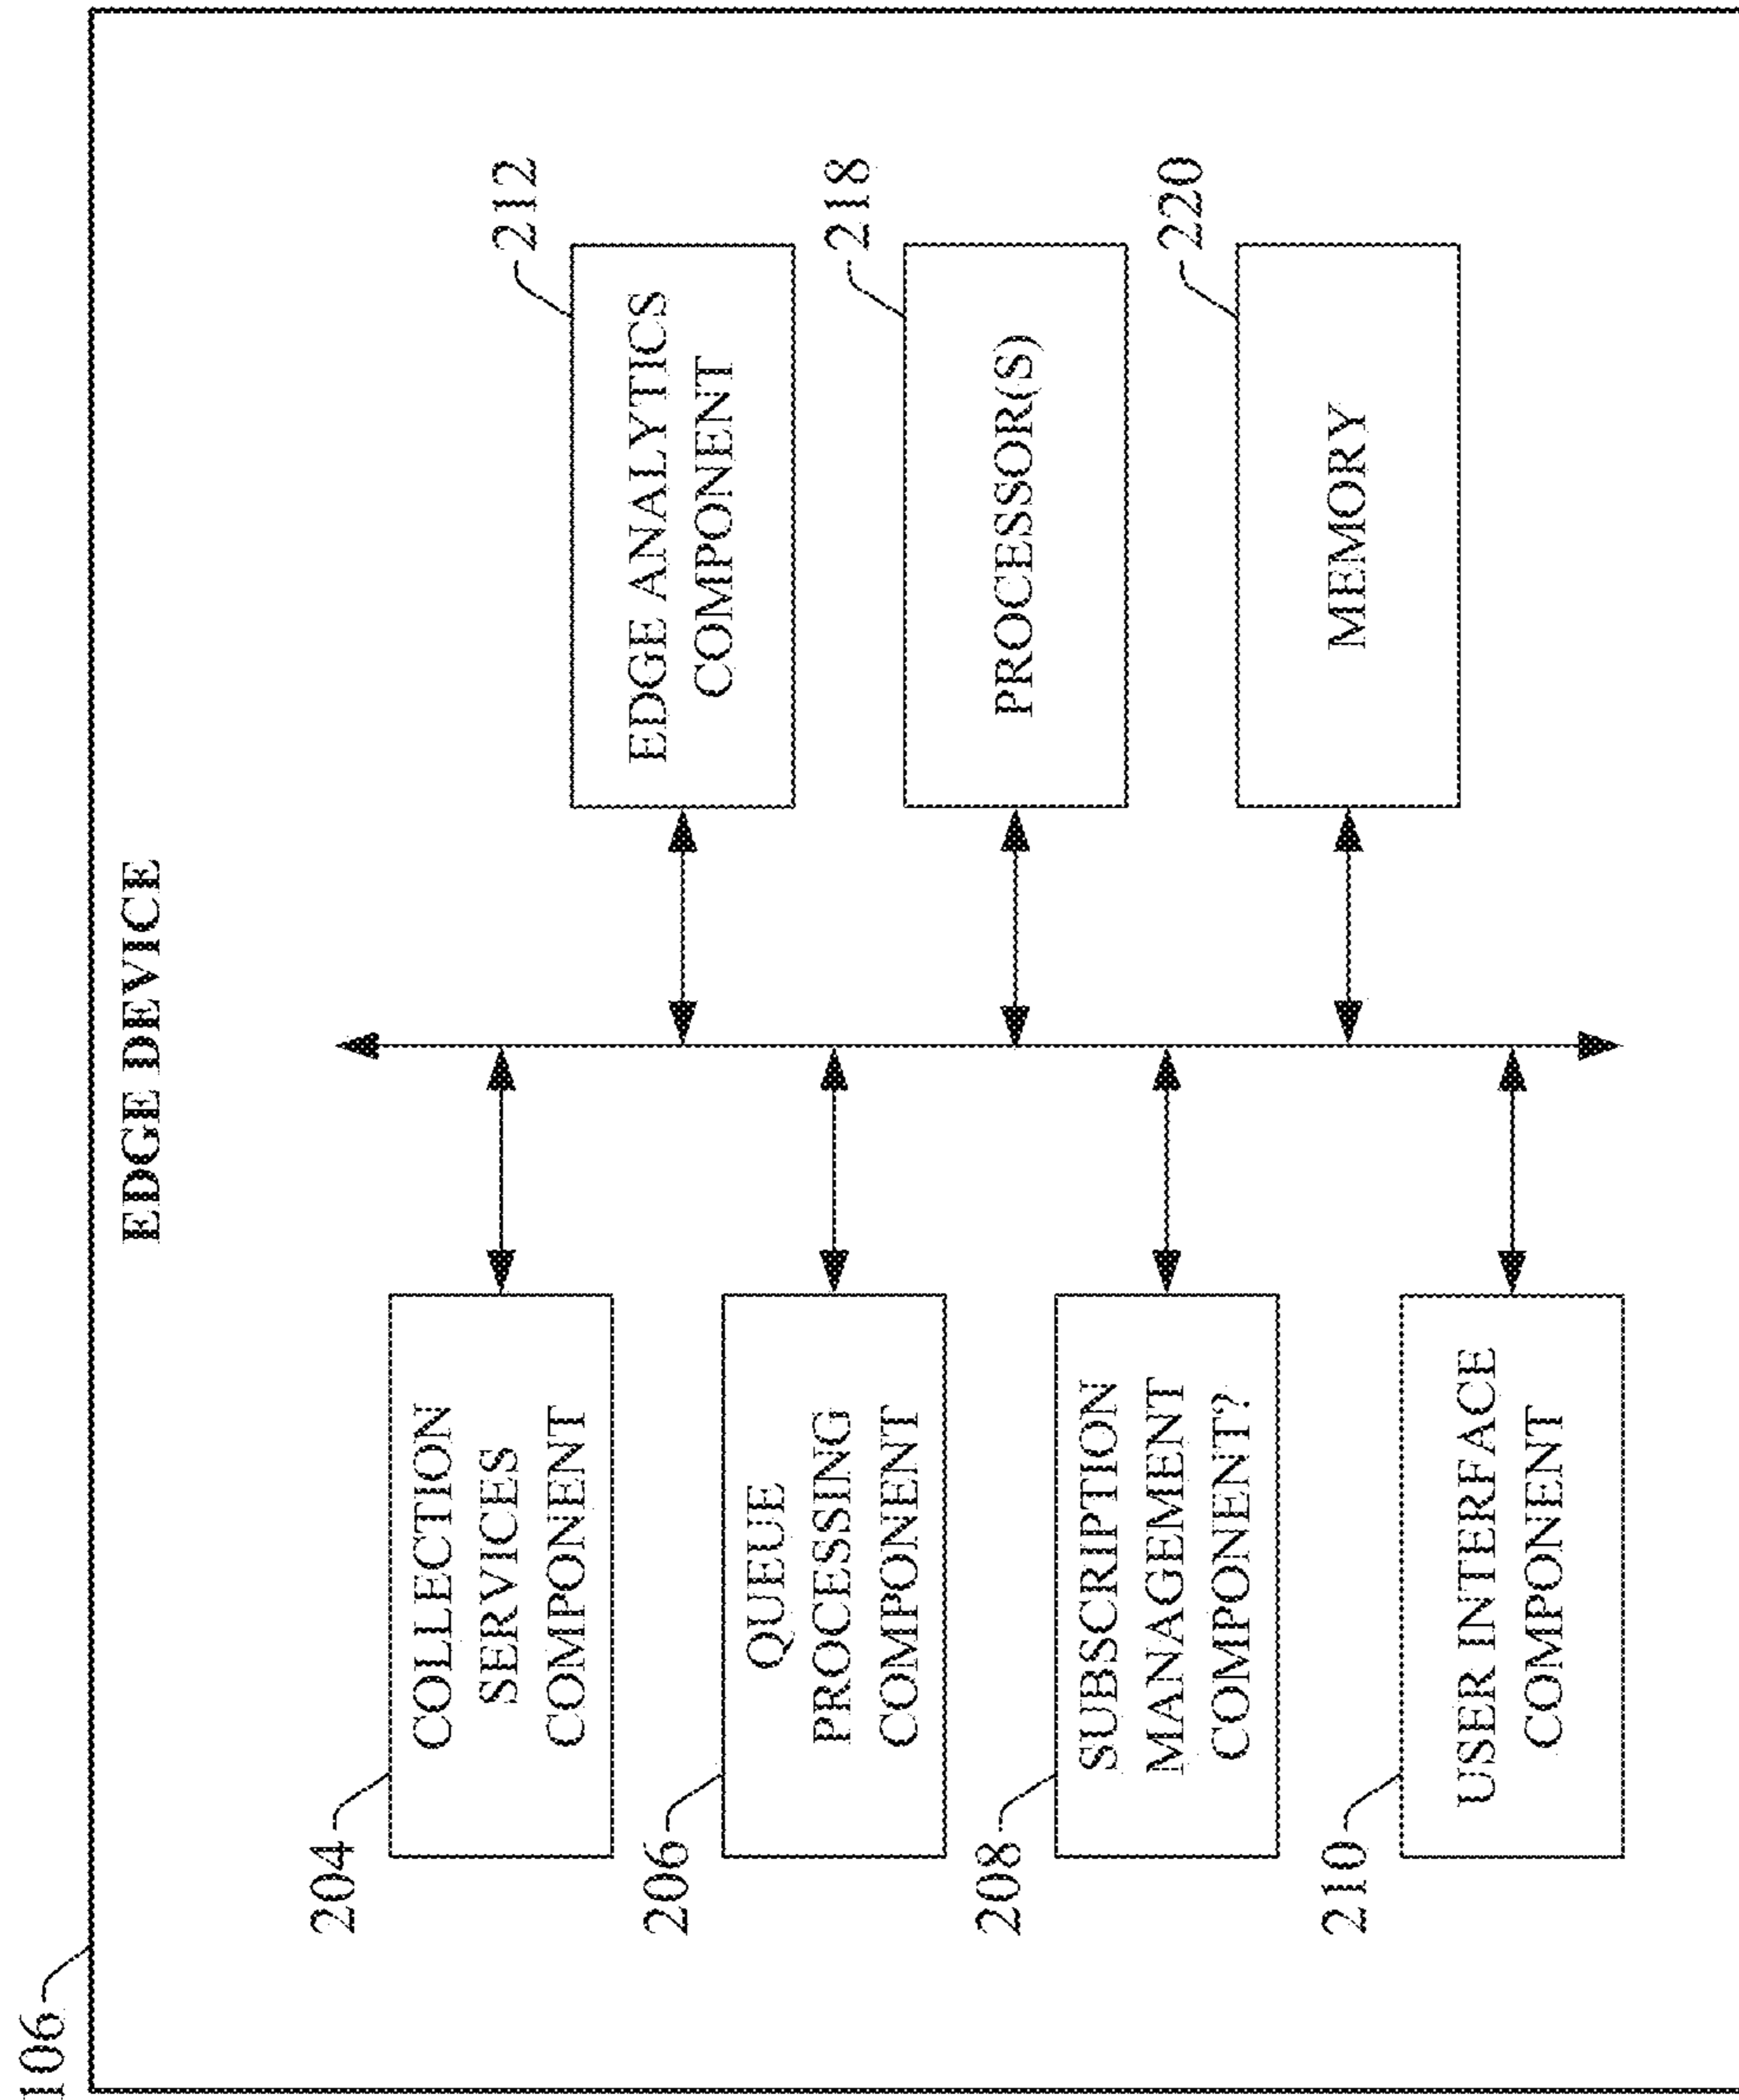 106
EDGE DEVICE
204
COLLECTION
SERVICES
COMPONENT
206
QUEUE
PROCESSING
COMPONENT
208
SUBSCRIPTION
MANAGEMENT
COMPONENT?
210
USER INTERFACE
COMPONENT
212
EDGE ANALYTICS
COMPONENT
218
PROCESSOR(S)
220
MEMORY